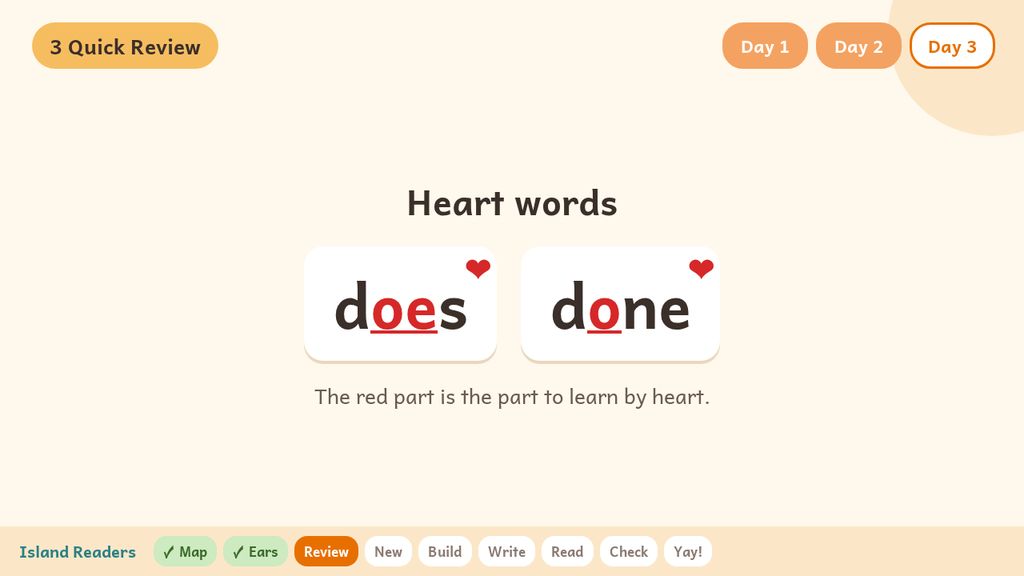 3 Quick Review
Day 1 Day 2 Day 3
Heart words
does done
The red part is the part to learn by heart.
Island Readers ✓ Map ✓ Ears Review New Build Write Read Check Yay!